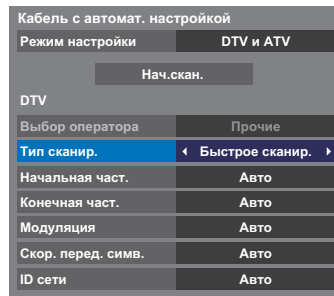 Кабель с автомат. настройкой
Режим настройки DTV и ATV
Нач.скан.
DTV
Выбор оператора Прочие
Тип сканир. Быстрое сканир.
Начальная част. Авто
Конечная част. Авто
Модуляция Авто
Скор. перед. симв. Авто
ID сети Авто